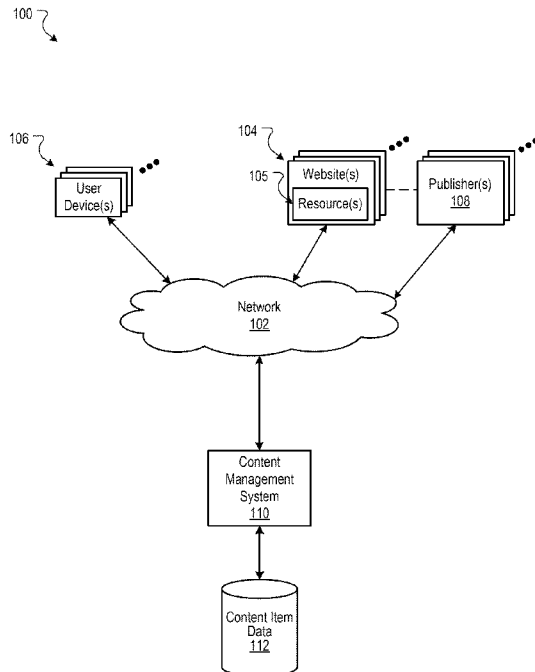 100
106
User
Device(s)
104
105
Website(s)
Resource(s)
Publisher(s)
108
Network
102
Content
Management
System
110
Content Item
Data
112